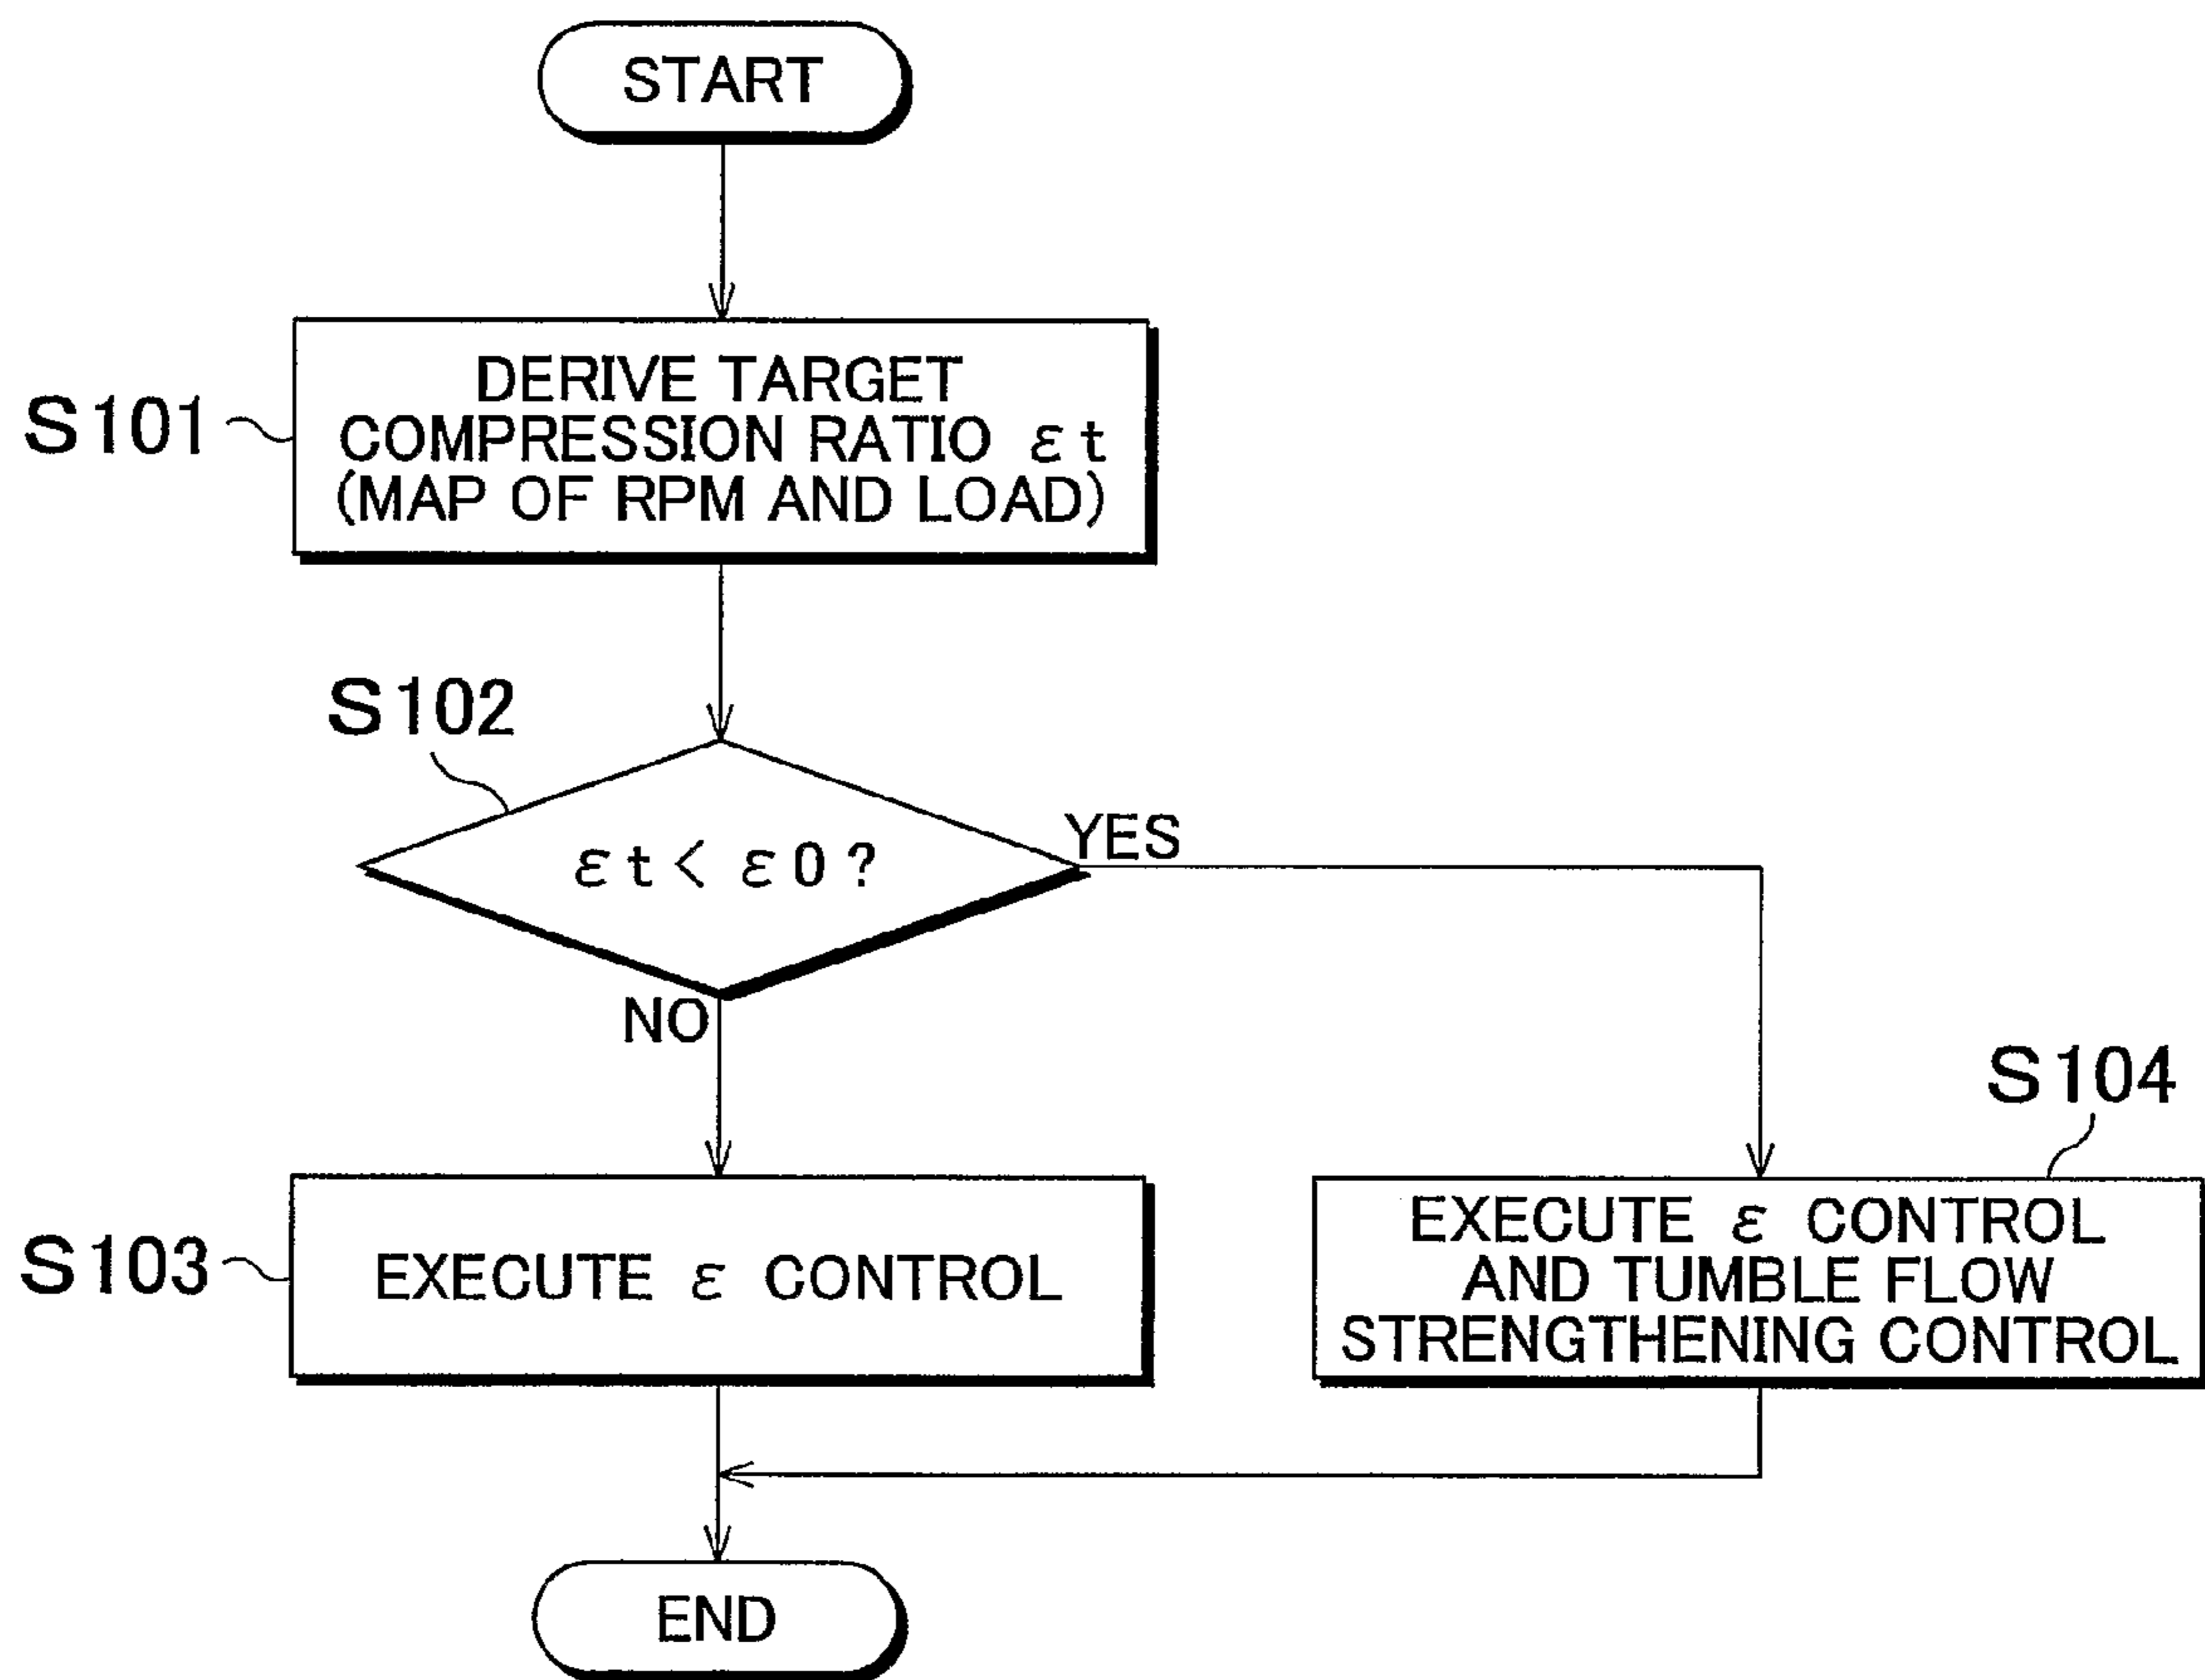 START
S101
DERIVE TARGET
COMPRESSION RATIO εt
(MAP OF RPM AND LOAD)
S102
εt < ε0 ?
YES
NO
S103
EXECUTE ε CONTROL
S104
EXECUTE ε CONTROL
AND TUMBLE FLOW
STRENGTHENING CONTROL
END